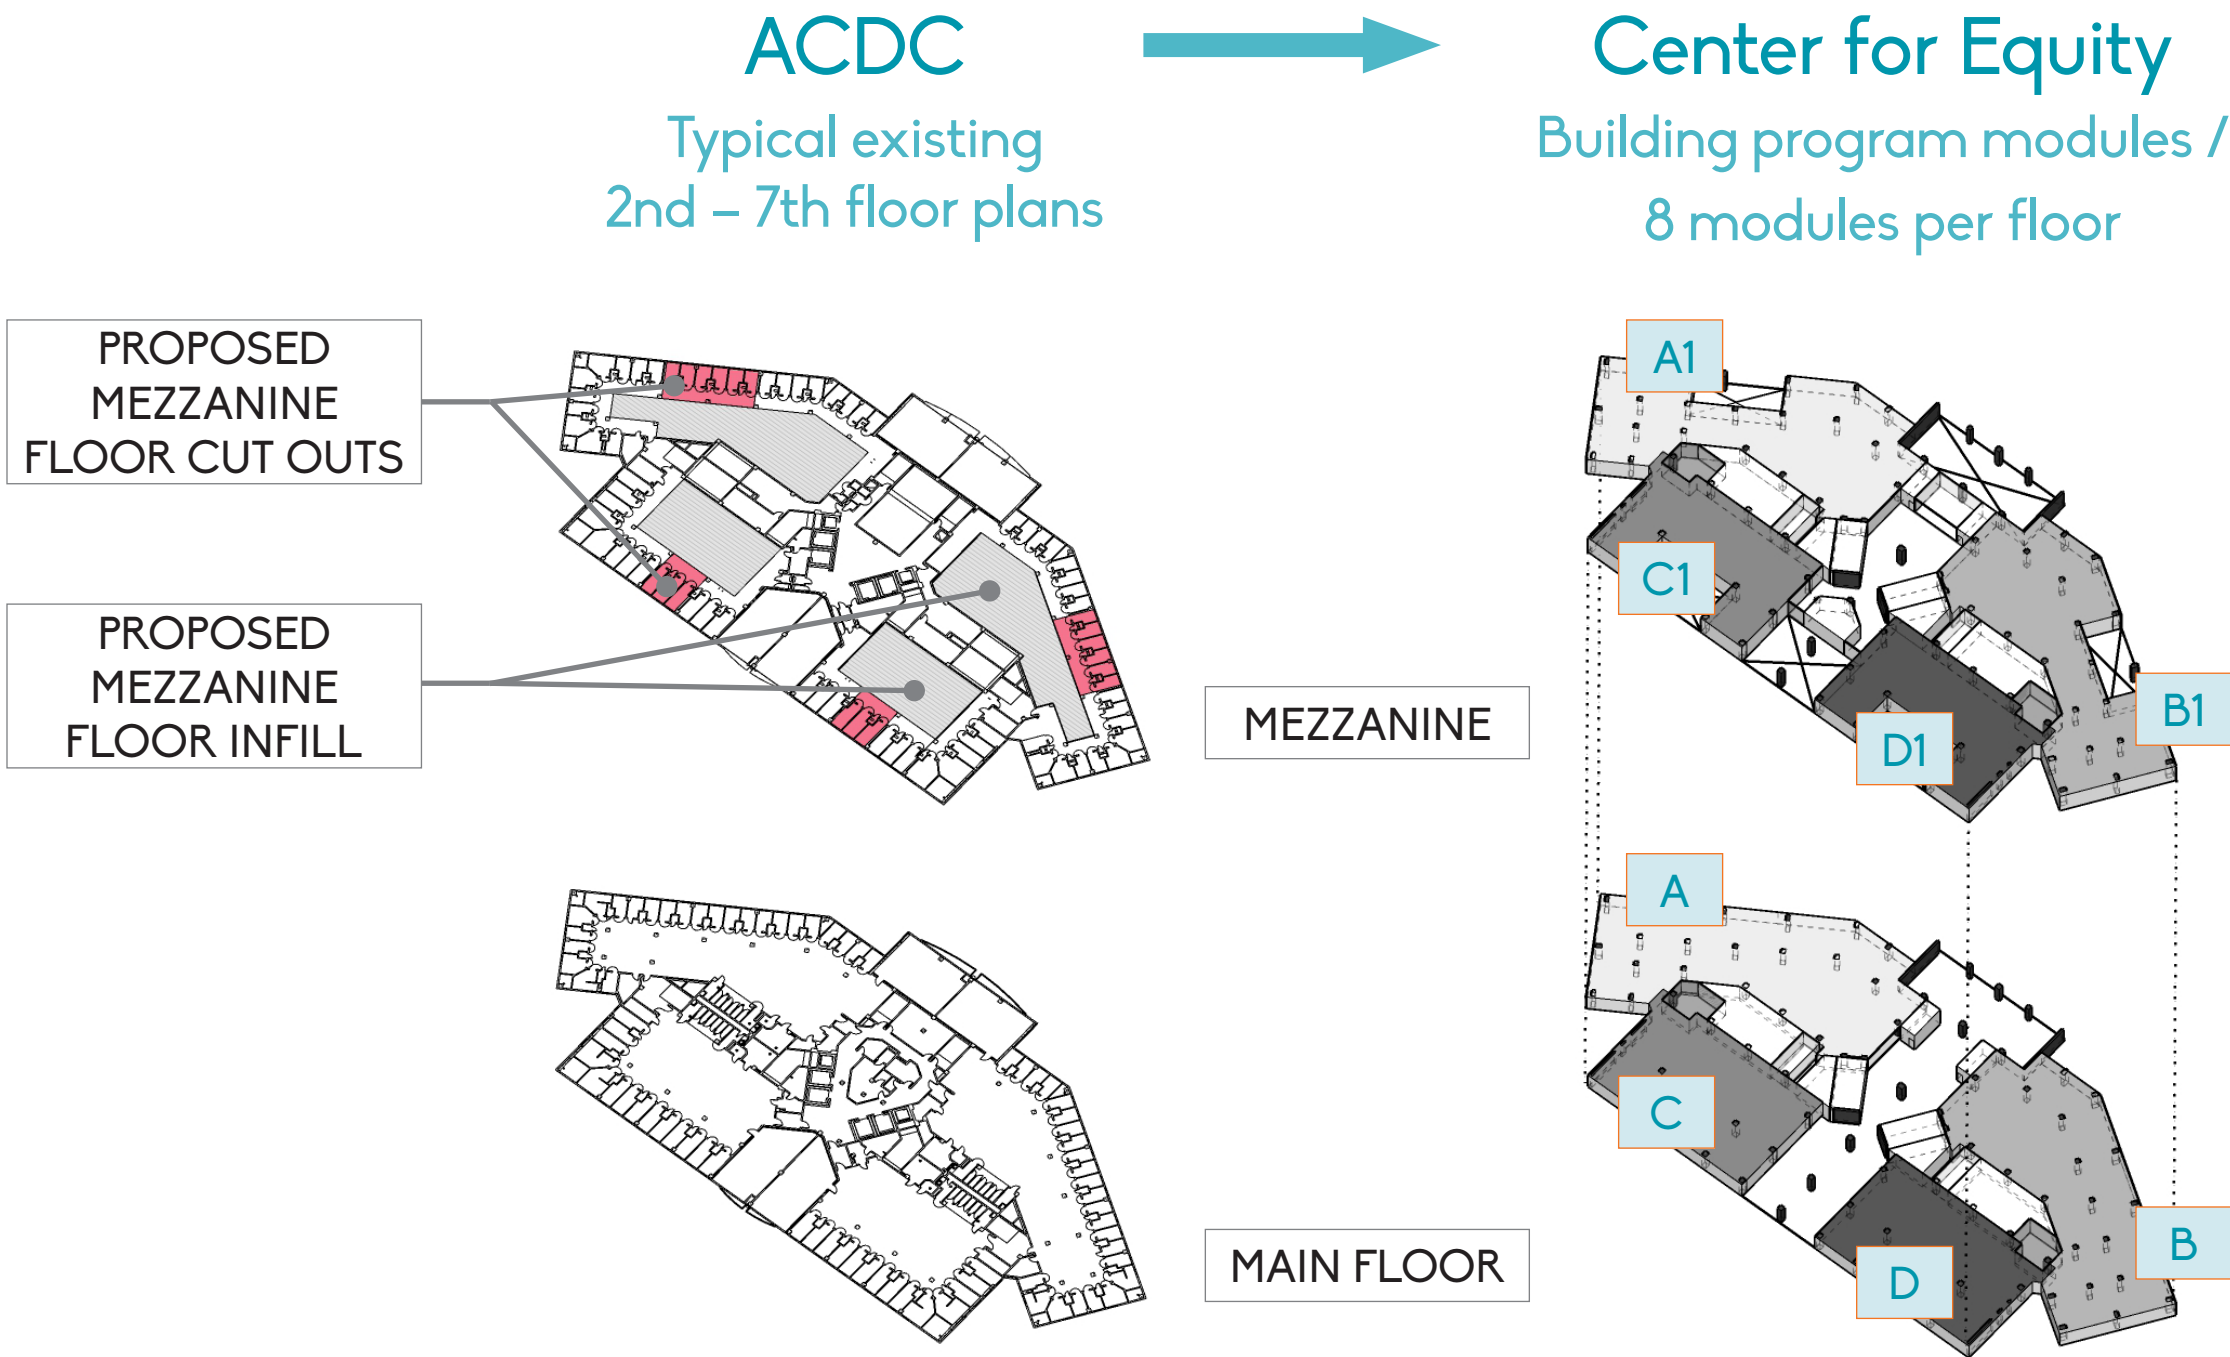 ACDC
Typical existing
2nd – 7th floor plans
Center for Equity
Building program modules /
8 modules per floor
PROPOSED
MEZZANINE
FLOOR CUT OUTS
PROPOSED
MEZZANINE
FLOOR INFILL
MEZZANINE
A1
C1
B1
D1
MAIN FLOOR
A
C
B
D